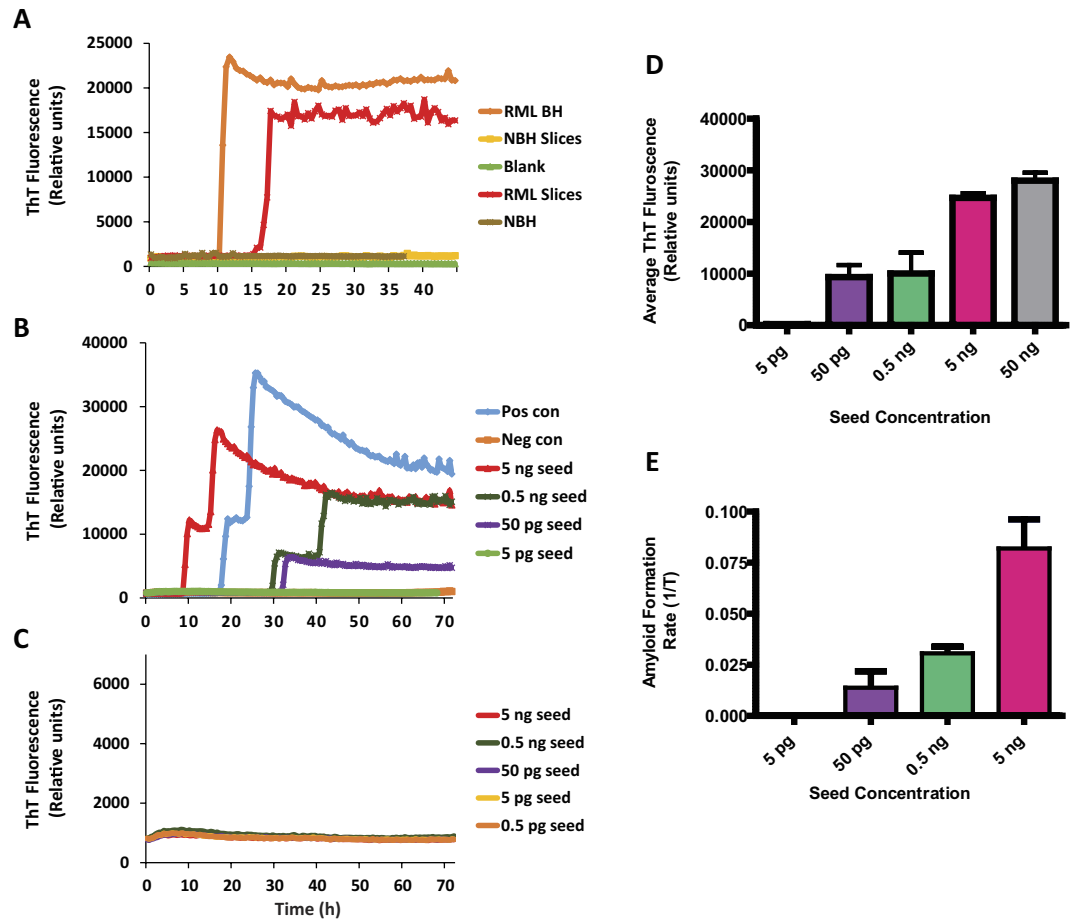 A
ThT Fluorescence
(Relative units)
25000
20000
15000
10000
5000
0
0 5 10 15 20 25 30 35 40
RML BH
NBH Slices
Blank
RML Slices
NBH
B
ThT Fluorescence
(Relative units)
40000
30000
20000
10000
0
0 10 20 30 40 50 60 70
Pos con
Neg con
5 ng seed
0.5 ng seed
50 pg seed
5 pg seed
C
ThT Fluorescence
(Relative units)
6000
4000
2000
0
0 10 20 30 40 50 60 70
Time (h)
5 ng seed
0.5 ng seed
50 pg seed
5 pg seed
0.5 pg seed
D
Average ThT Fluroscence
(Relative units)
40000
30000
20000
10000
0
5 pg 50 pg 0.5 ng 5 ng 50 ng
Seed Concentration
E
Amyloid Formation
Rate (1/T)
0.100
0.075
0.050
0.025
0.000
5 pg 50 pg 0.5 ng 5 ng
Seed Concentration